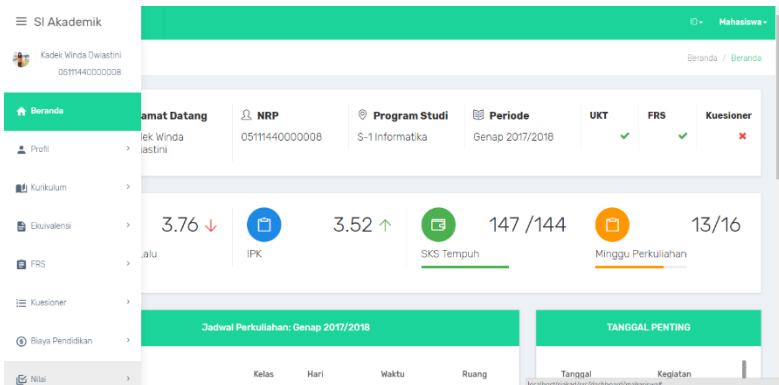 SI Akademik
ID
Mahasiswa
Kadek Winda Dwiastini
05111440000008
Beranda / Beranda
Beranda
Profil
Kurikulum
Ekuivalensi
FRS
Kuesioner
Biaya Pendidikan
Nilai
amat Datang
ek Winda
iastini
NRP
05111440000008
Program Studi
S-1 Informatika
Periode
Genap 2017/2018
UKT
FRS
Kuesioner
3.76
alu
3.52
IPK
147 /144
SKS Tempuh
13/16
Minggu Perkuliahan
Jadwal Perkuliahan: Genap 2017/2018
Kelas Hari Waktu Ruang
TANGGAL PENTING
Tanggal Kegiatan